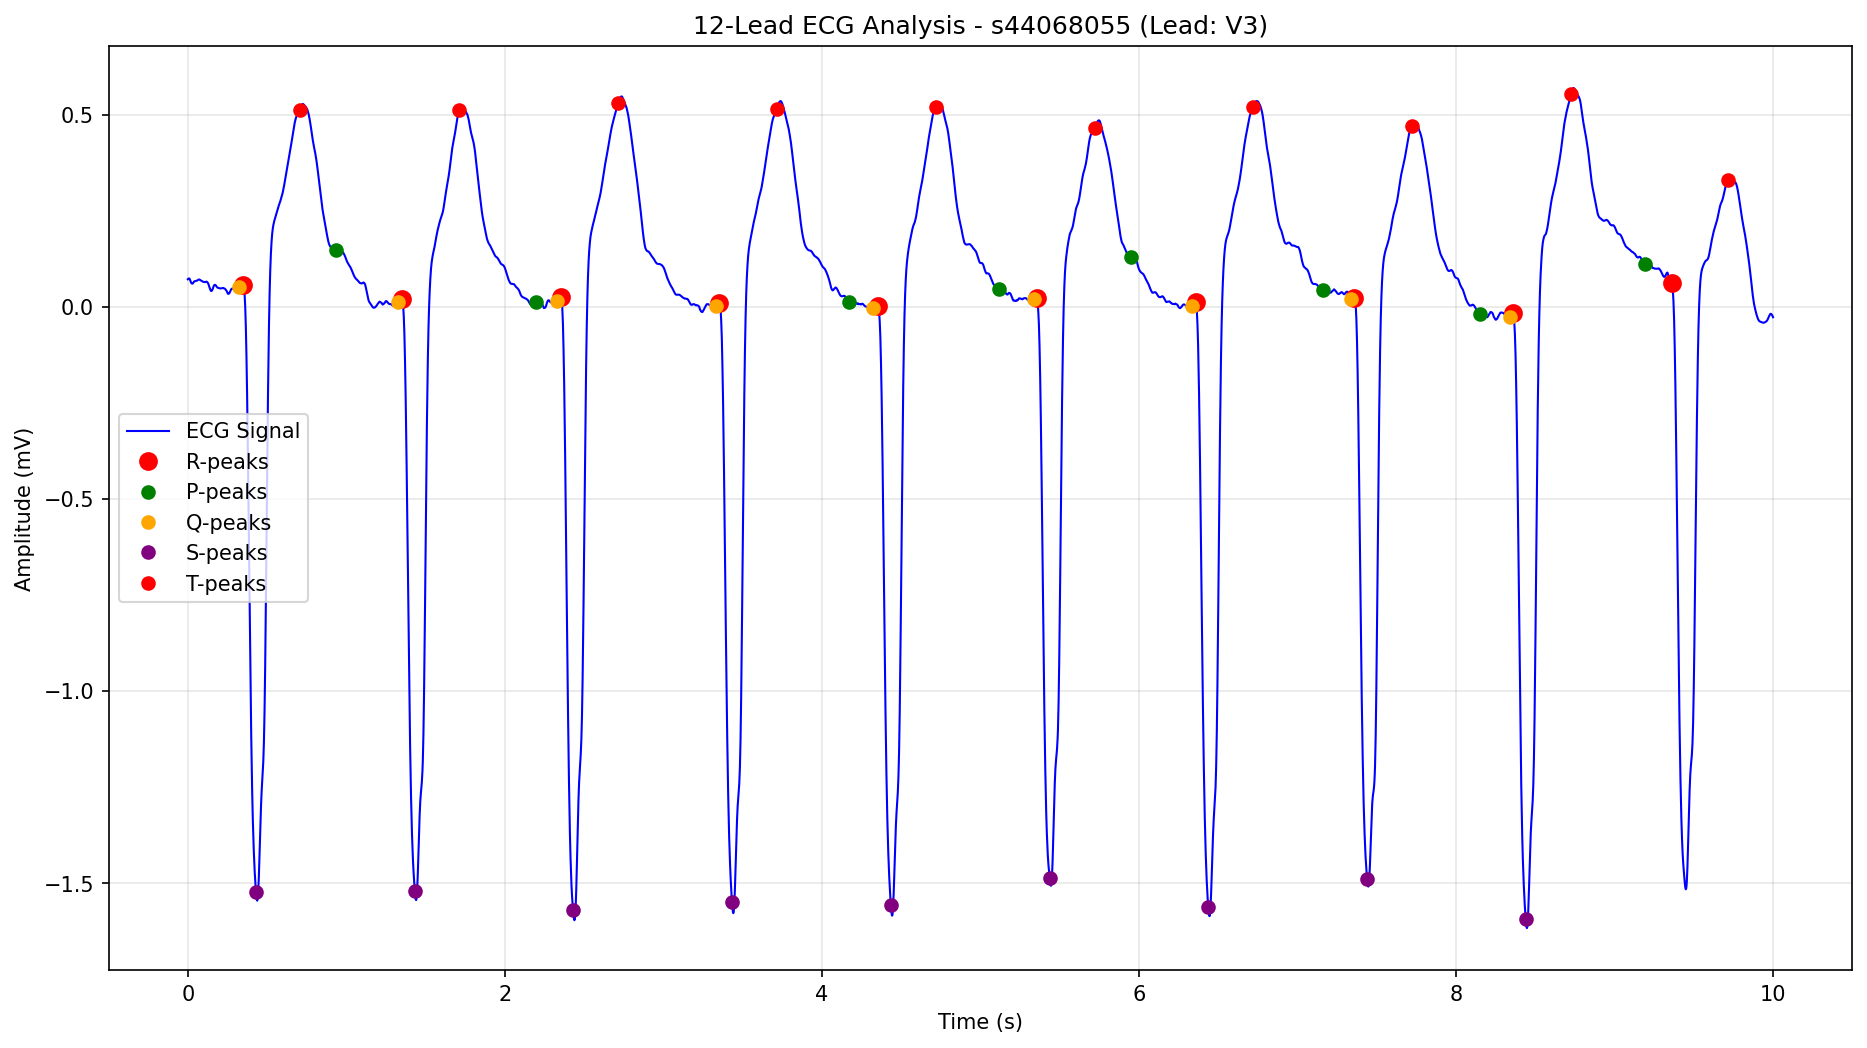 12-Lead ECG Analysis - s44068055 (Lead: V3)
Amplitude (mV)
0.5
0.0
−0.5
−1.0
−1.5
ECG Signal
R-peaks
P-peaks
Q-peaks
S-peaks
T-peaks
0 2 4 6 8 10
Time (s)